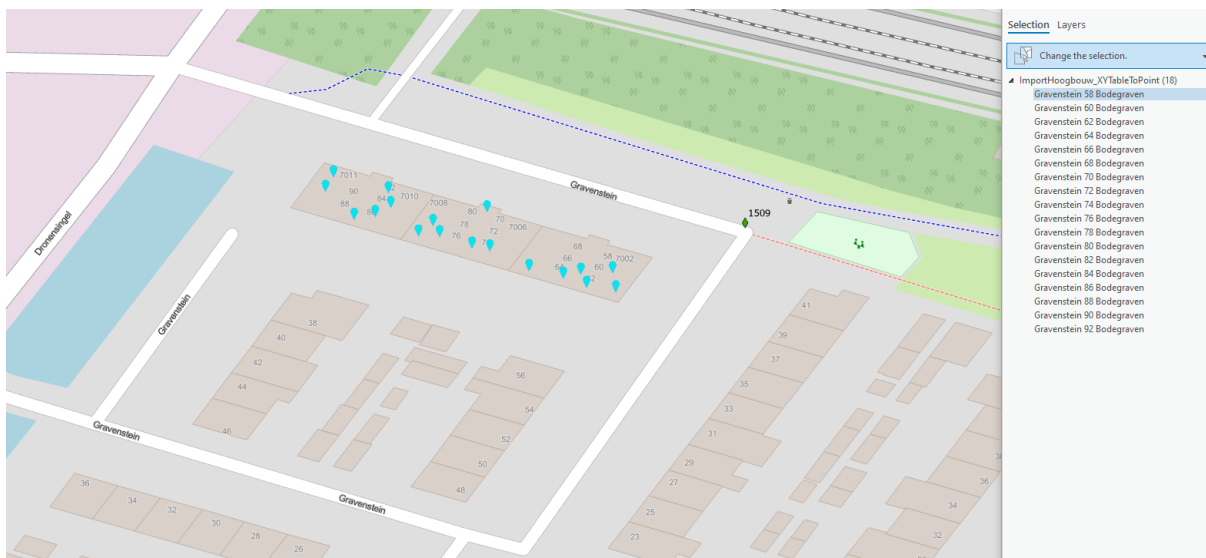 Selection Layers
Change the selection.
ImportHoogbouw_XYTableToPoint (18)
Gravenstein 58 Bodegraven
Gravenstein 60 Bodegraven
Gravenstein 62 Bodegraven
Gravenstein 64 Bodegraven
Gravenstein 66 Bodegraven
Gravenstein 68 Bodegraven
Gravenstein 70 Bodegraven
Gravenstein 72 Bodegraven
Gravenstein 74 Bodegraven
Gravenstein 76 Bodegraven
Gravenstein 78 Bodegraven
Gravenstein 80 Bodegraven
Gravenstein 82 Bodegraven
Gravenstein 84 Bodegraven
Gravenstein 86 Bodegraven
Gravenstein 88 Bodegraven
Gravenstein 90 Bodegraven
Gravenstein 92 Bodegraven
Dronensingel
Gravenstein
1509
7011
90
88
84
7010
7008
80
78
76
70
72
7006
68
66
58
7002
60
Gravenstein
38
40
42
44
46
56
54
52
50
48
41
39
37
35
33
31
29
27
25
23
Gravenstein
Gravenstein
36
34
32
30
28
26
36
34
32